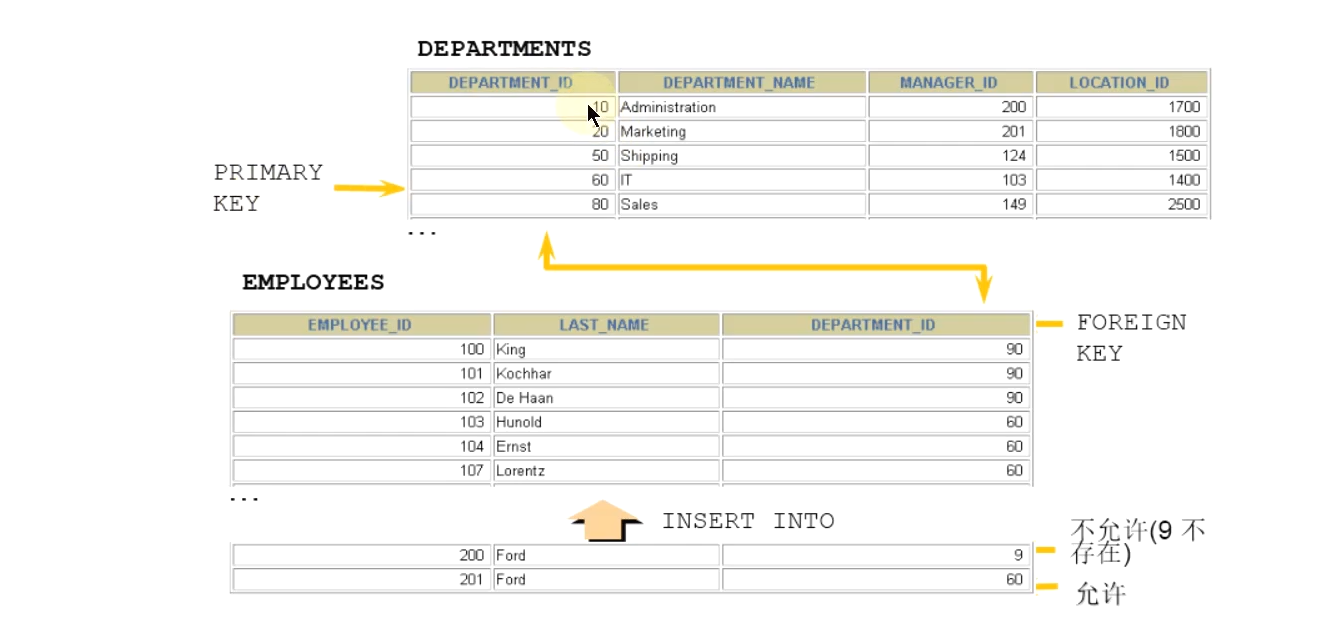 DEPARTMENTS
DEPARTMENT_ID DEPARTMENT_NAME MANAGER_ID LOCATION_ID
10 Administration 200 1700
20 Marketing 201 1800
50 Shipping 124 1500
60 IT 103 1400
80 Sales 149 2500
...
PRIMARY
KEY
EMPLOYEES
EMPLOYEE_ID LAST_NAME DEPARTMENT_ID
100 King 90
101 Kochhar 90
102 De Haan 90
103 Hunold 60
104 Ernst 60
107 Lorentz 60
...
FOREIGN
KEY
INSERT INTO
200 Ford 9
201 Ford 60
不允许(9 不
存在)
允许